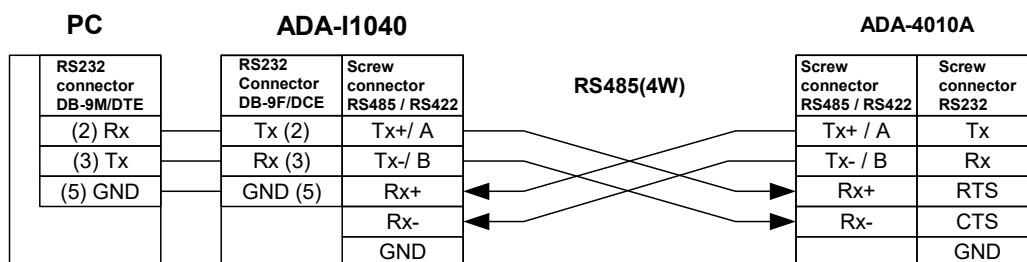 PC
ADA-I1040
ADA-4010A
RS485(4W)
RS232
connector
DB-9M/DTE
(2) Rx
(3) Tx
(5) GND
RS232
Connector
DB-9F/DCE
Tx (2)
Rx (3)
GND (5)
Screw
connector
RS485 / RS422
Tx+/ A
Tx-/ B
Rx+
Rx-
GND
Screw
connector
RS485 / RS422
Tx+ / A
Tx- / B
Rx+
Rx-
Screw
connector
RS232
Tx
Rx
RTS
CTS
GND